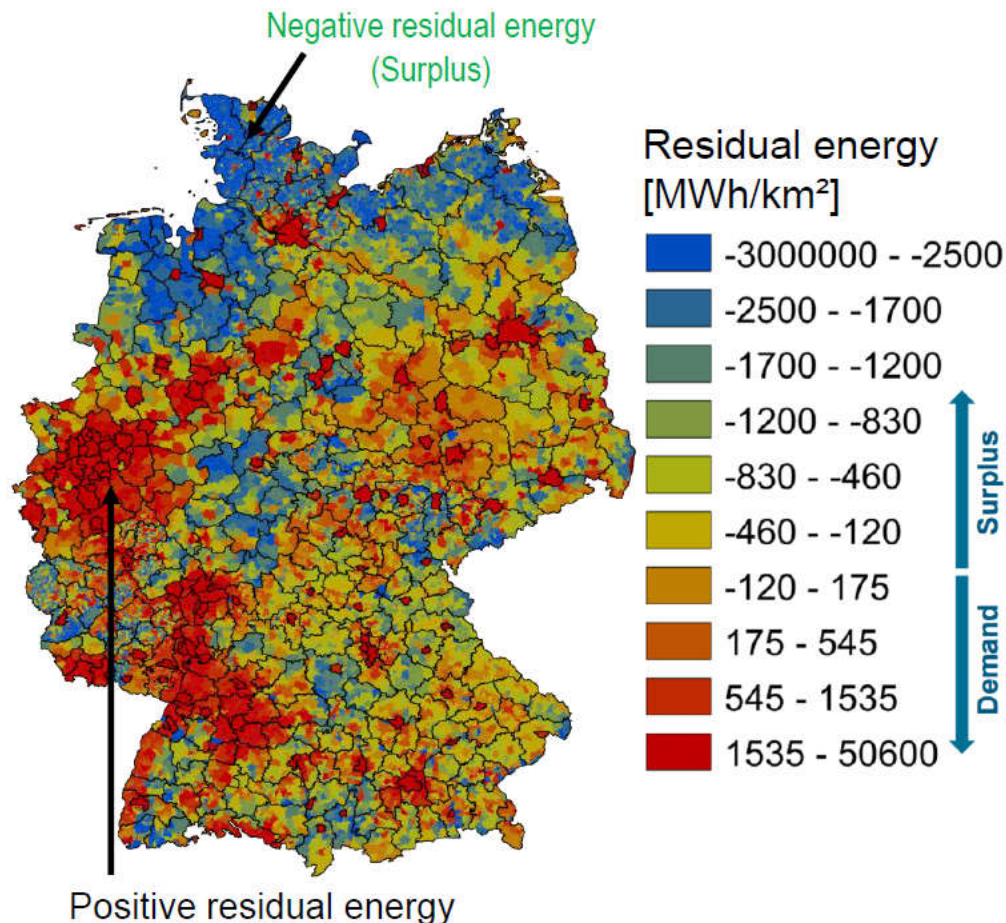 Negative residual energy
(Surplus)
Residual energy
[MWh/km²]
-3000000 - -2500
-2500 - -1700
-1700 - -1200
-1200 - -830
-830 - -460
-460 - -120
-120 - 175
175 - 545
545 - 1535
1535 - 50600
Surplus
Demand
Positive residual energy